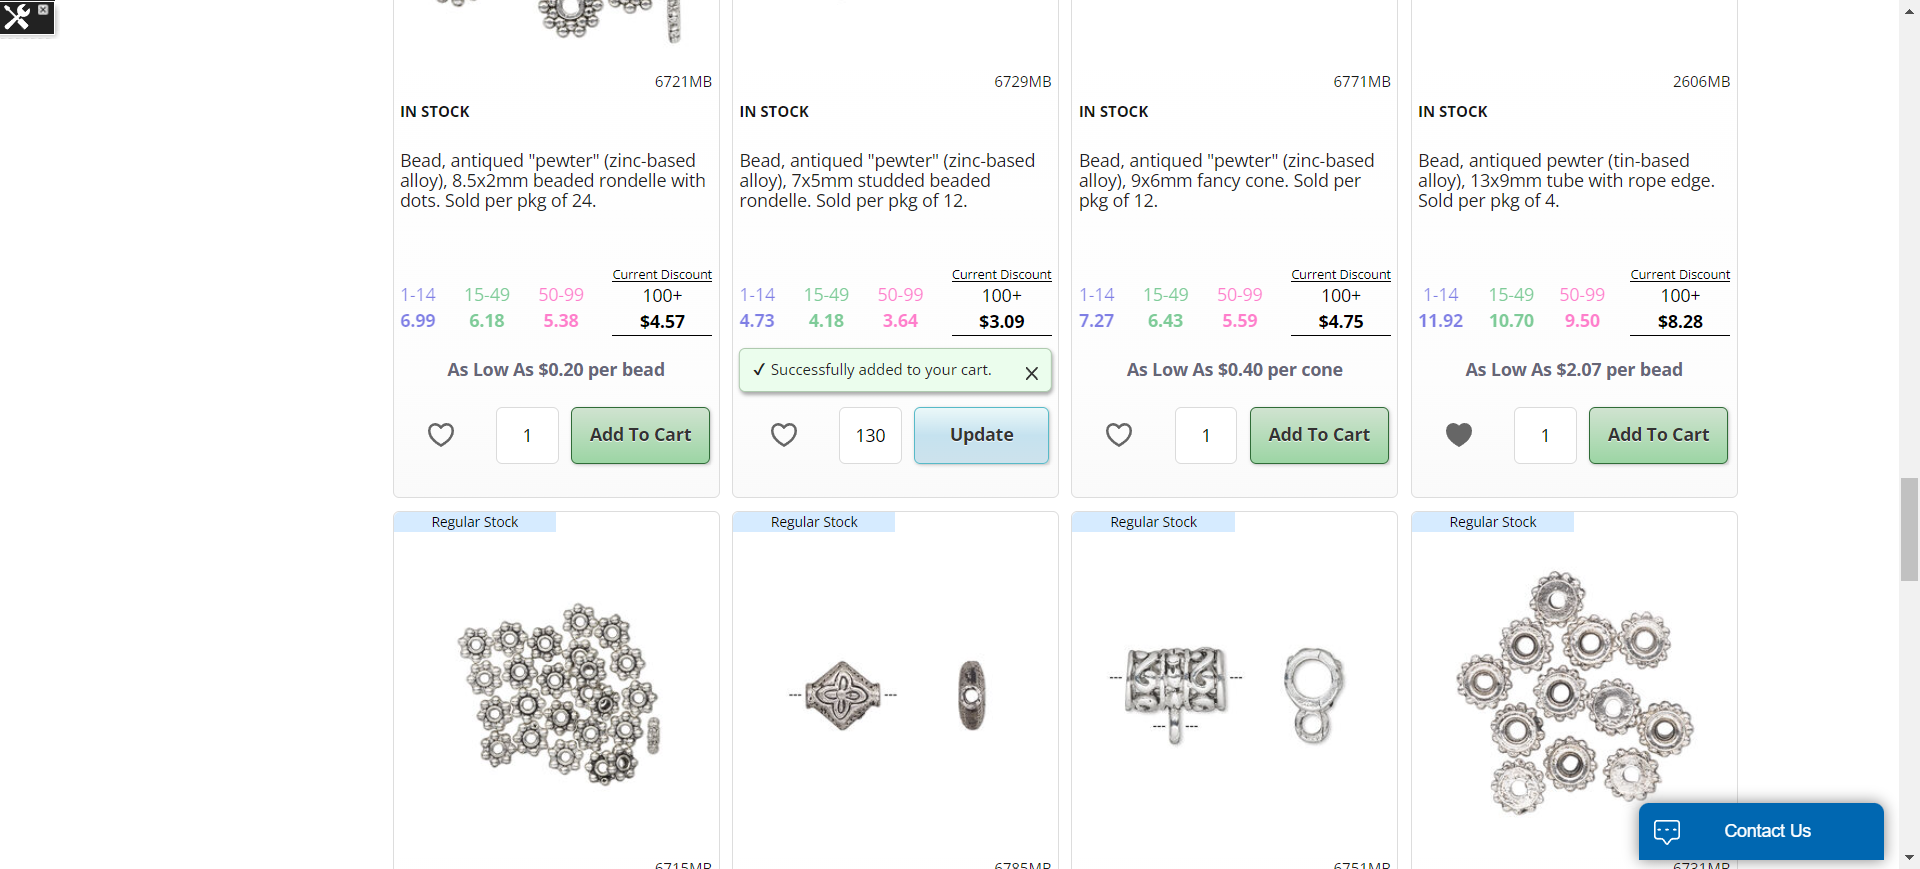 6721MB
IN STOCK
Bead, antiqued "pewter" (zinc-based
alloy), 8.5x2mm beaded rondelle with
dots. Sold per pkg of 24.
Current Discount
1-14 15-49 50-99 100+
6.99 6.18 5.38 $4.57
As Low As $0.20 per bead
1 Add To Cart
6729MB
IN STOCK
Bead, antiqued "pewter" (zinc-based
alloy), 7x5mm studded beaded
rondelle. Sold per pkg of 12.
Current Discount
1-14 15-49 50-99 100+
4.73 4.18 3.64 $3.09
✓ Successfully added to your cart.
130 Update
6771MB
IN STOCK
Bead, antiqued "pewter" (zinc-based
alloy), 9x6mm fancy cone. Sold per
pkg of 12.
Current Discount
1-14 15-49 50-99 100+
7.27 6.43 5.59 $4.75
As Low As $0.40 per cone
1 Add To Cart
2606MB
IN STOCK
Bead, antiqued pewter (tin-based
alloy), 13x9mm tube with rope edge.
Sold per pkg of 4.
Current Discount
1-14 15-49 50-99 100+
11.92 10.70 9.50 $8.28
As Low As $2.07 per bead
1 Add To Cart
Regular Stock
6715MB
Regular Stock
6785MB
Regular Stock
6751MB
Regular Stock
6731MB
Contact Us